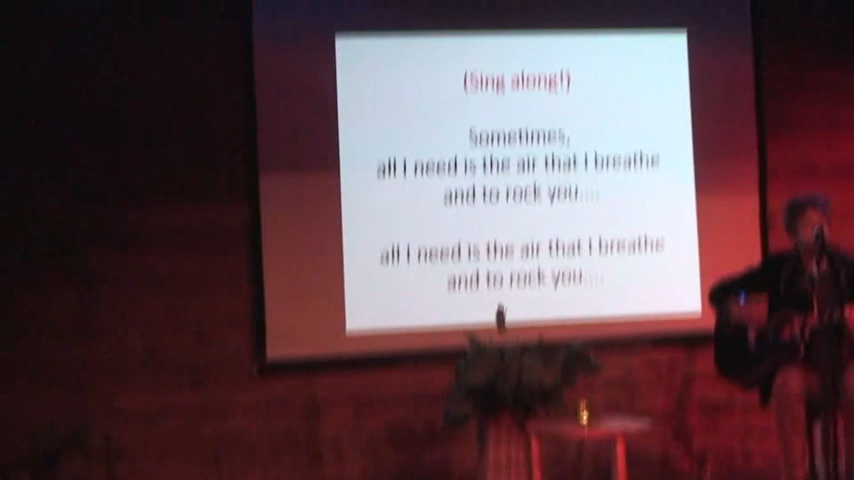 (Sing along!)
Sometimes,
all I need is the air that I breathe
and to rock you....
all I need is the air that I breathe
and to rock you....